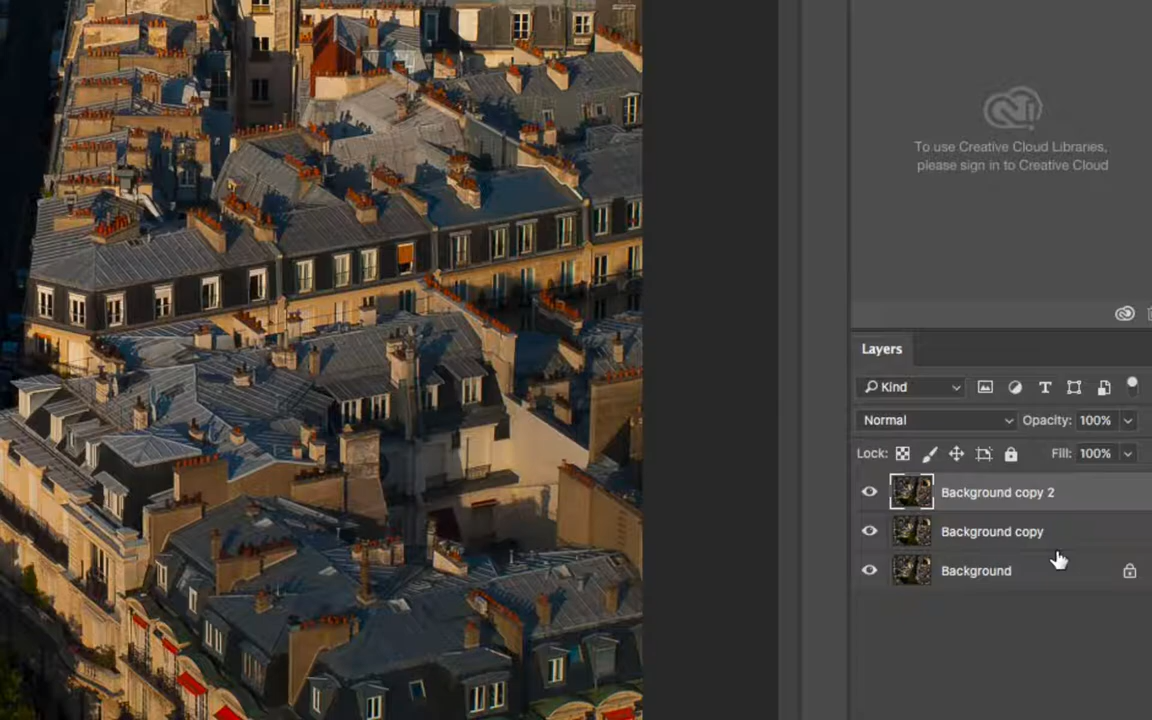 To use Creative Cloud Libraries,
please sign in to Creative Cloud
Layers
Kind
Normal
Opacity: 100%
Lock:
Fill: 100%
Background copy 2
Background copy
Background